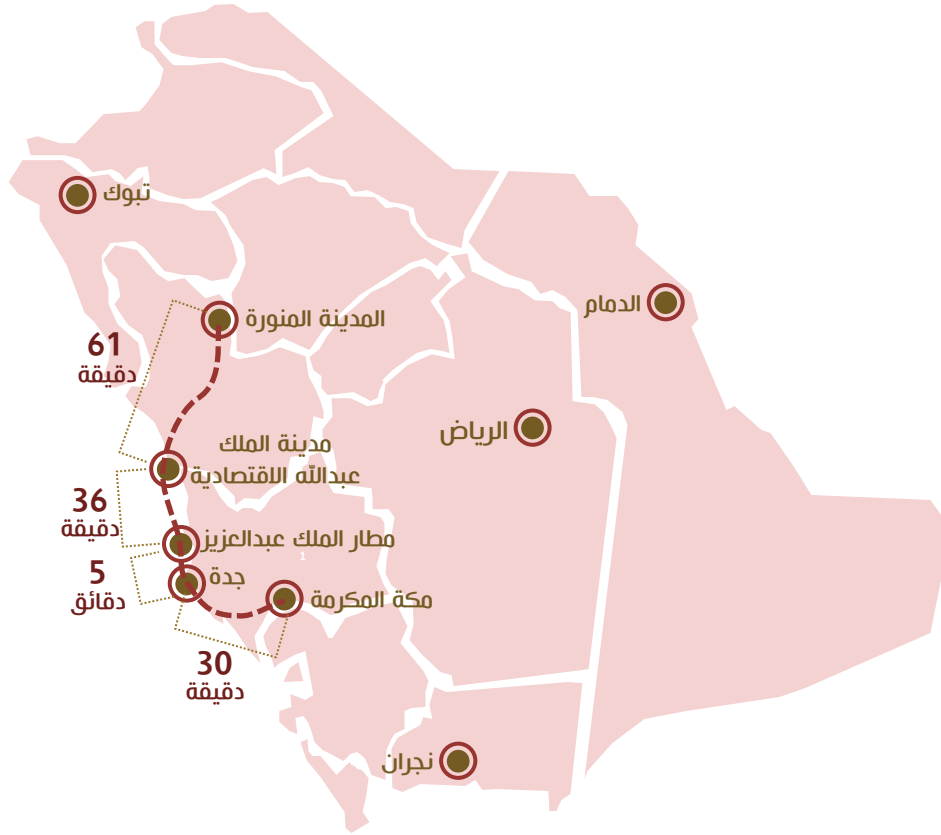 تبوك
الدمام
المدينة المنورة
61
دقيقة
الرياض
مدينة الملك
عبدالله الاقتصادية
36
دقيقة
مطار الملك عبدالعزيز
1
جدة
5
دقائق
مكة المكرمة
30
دقيقة
نجران